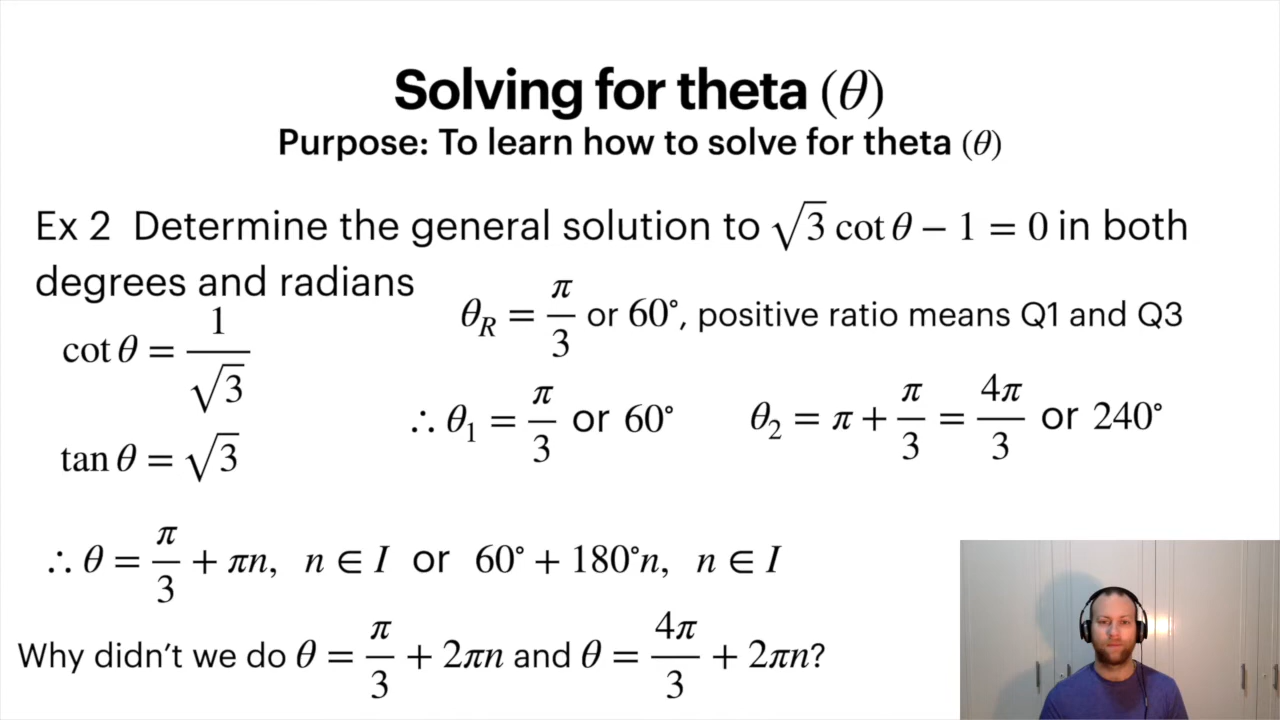 Solving for theta (θ)
Purpose: To learn how to solve for theta (θ)
Ex 2  Determine the general solution to √3 cot θ − 1 = 0 in both
degrees and radians
cot θ = 1/√3
tan θ = √3
θ_R = π/3 or 60°, positive ratio means Q1 and Q3
∴ θ₁ = π/3 or 60°
θ₂ = π + π/3 = 4π/3 or 240°
∴ θ = π/3 + πn,  n ∈ I  or  60° + 180°n,  n ∈ I
Why didn’t we do θ = π/3 + 2πn and θ = 4π/3 + 2πn?